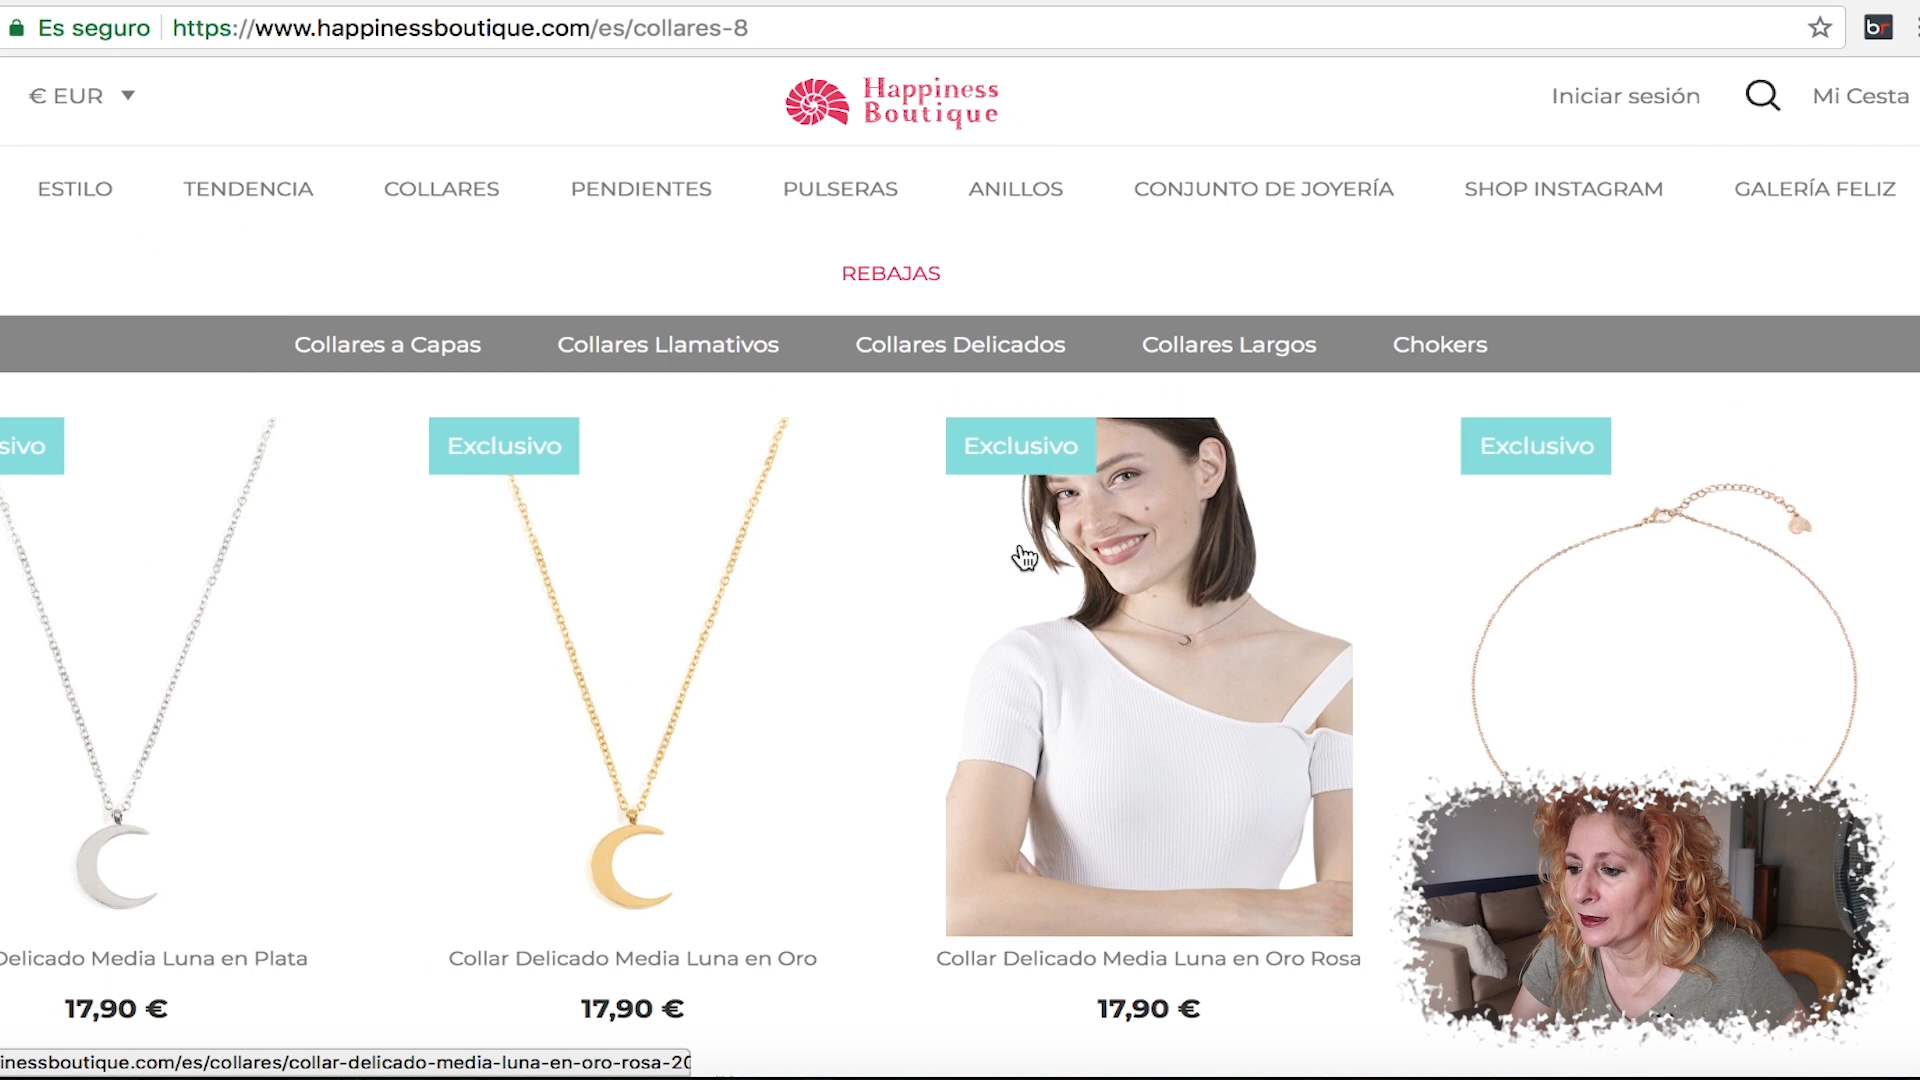 Es seguro https://www.happinessboutique.com/es/collares-8
br
€ EUR
Happiness
Boutique
Iniciar sesión
Mi Cesta
ESTILO TENDENCIA COLLARES PENDIENTES PULSERAS ANILLOS CONJUNTO DE JOYERÍA SHOP INSTAGRAM GALERÍA FELIZ
REBAJAS
Collares a Capas Collares Llamativos Collares Delicados Collares Largos Chokers
sivo Exclusivo Exclusivo Exclusivo
Delicado Media Luna en Plata Collar Delicado Media Luna en Oro Collar Delicado Media Luna en Oro Rosa
17,90 € 17,90 € 17,90 €
inessboutique.com/es/collares/collar-delicado-media-luna-en-oro-rosa-20